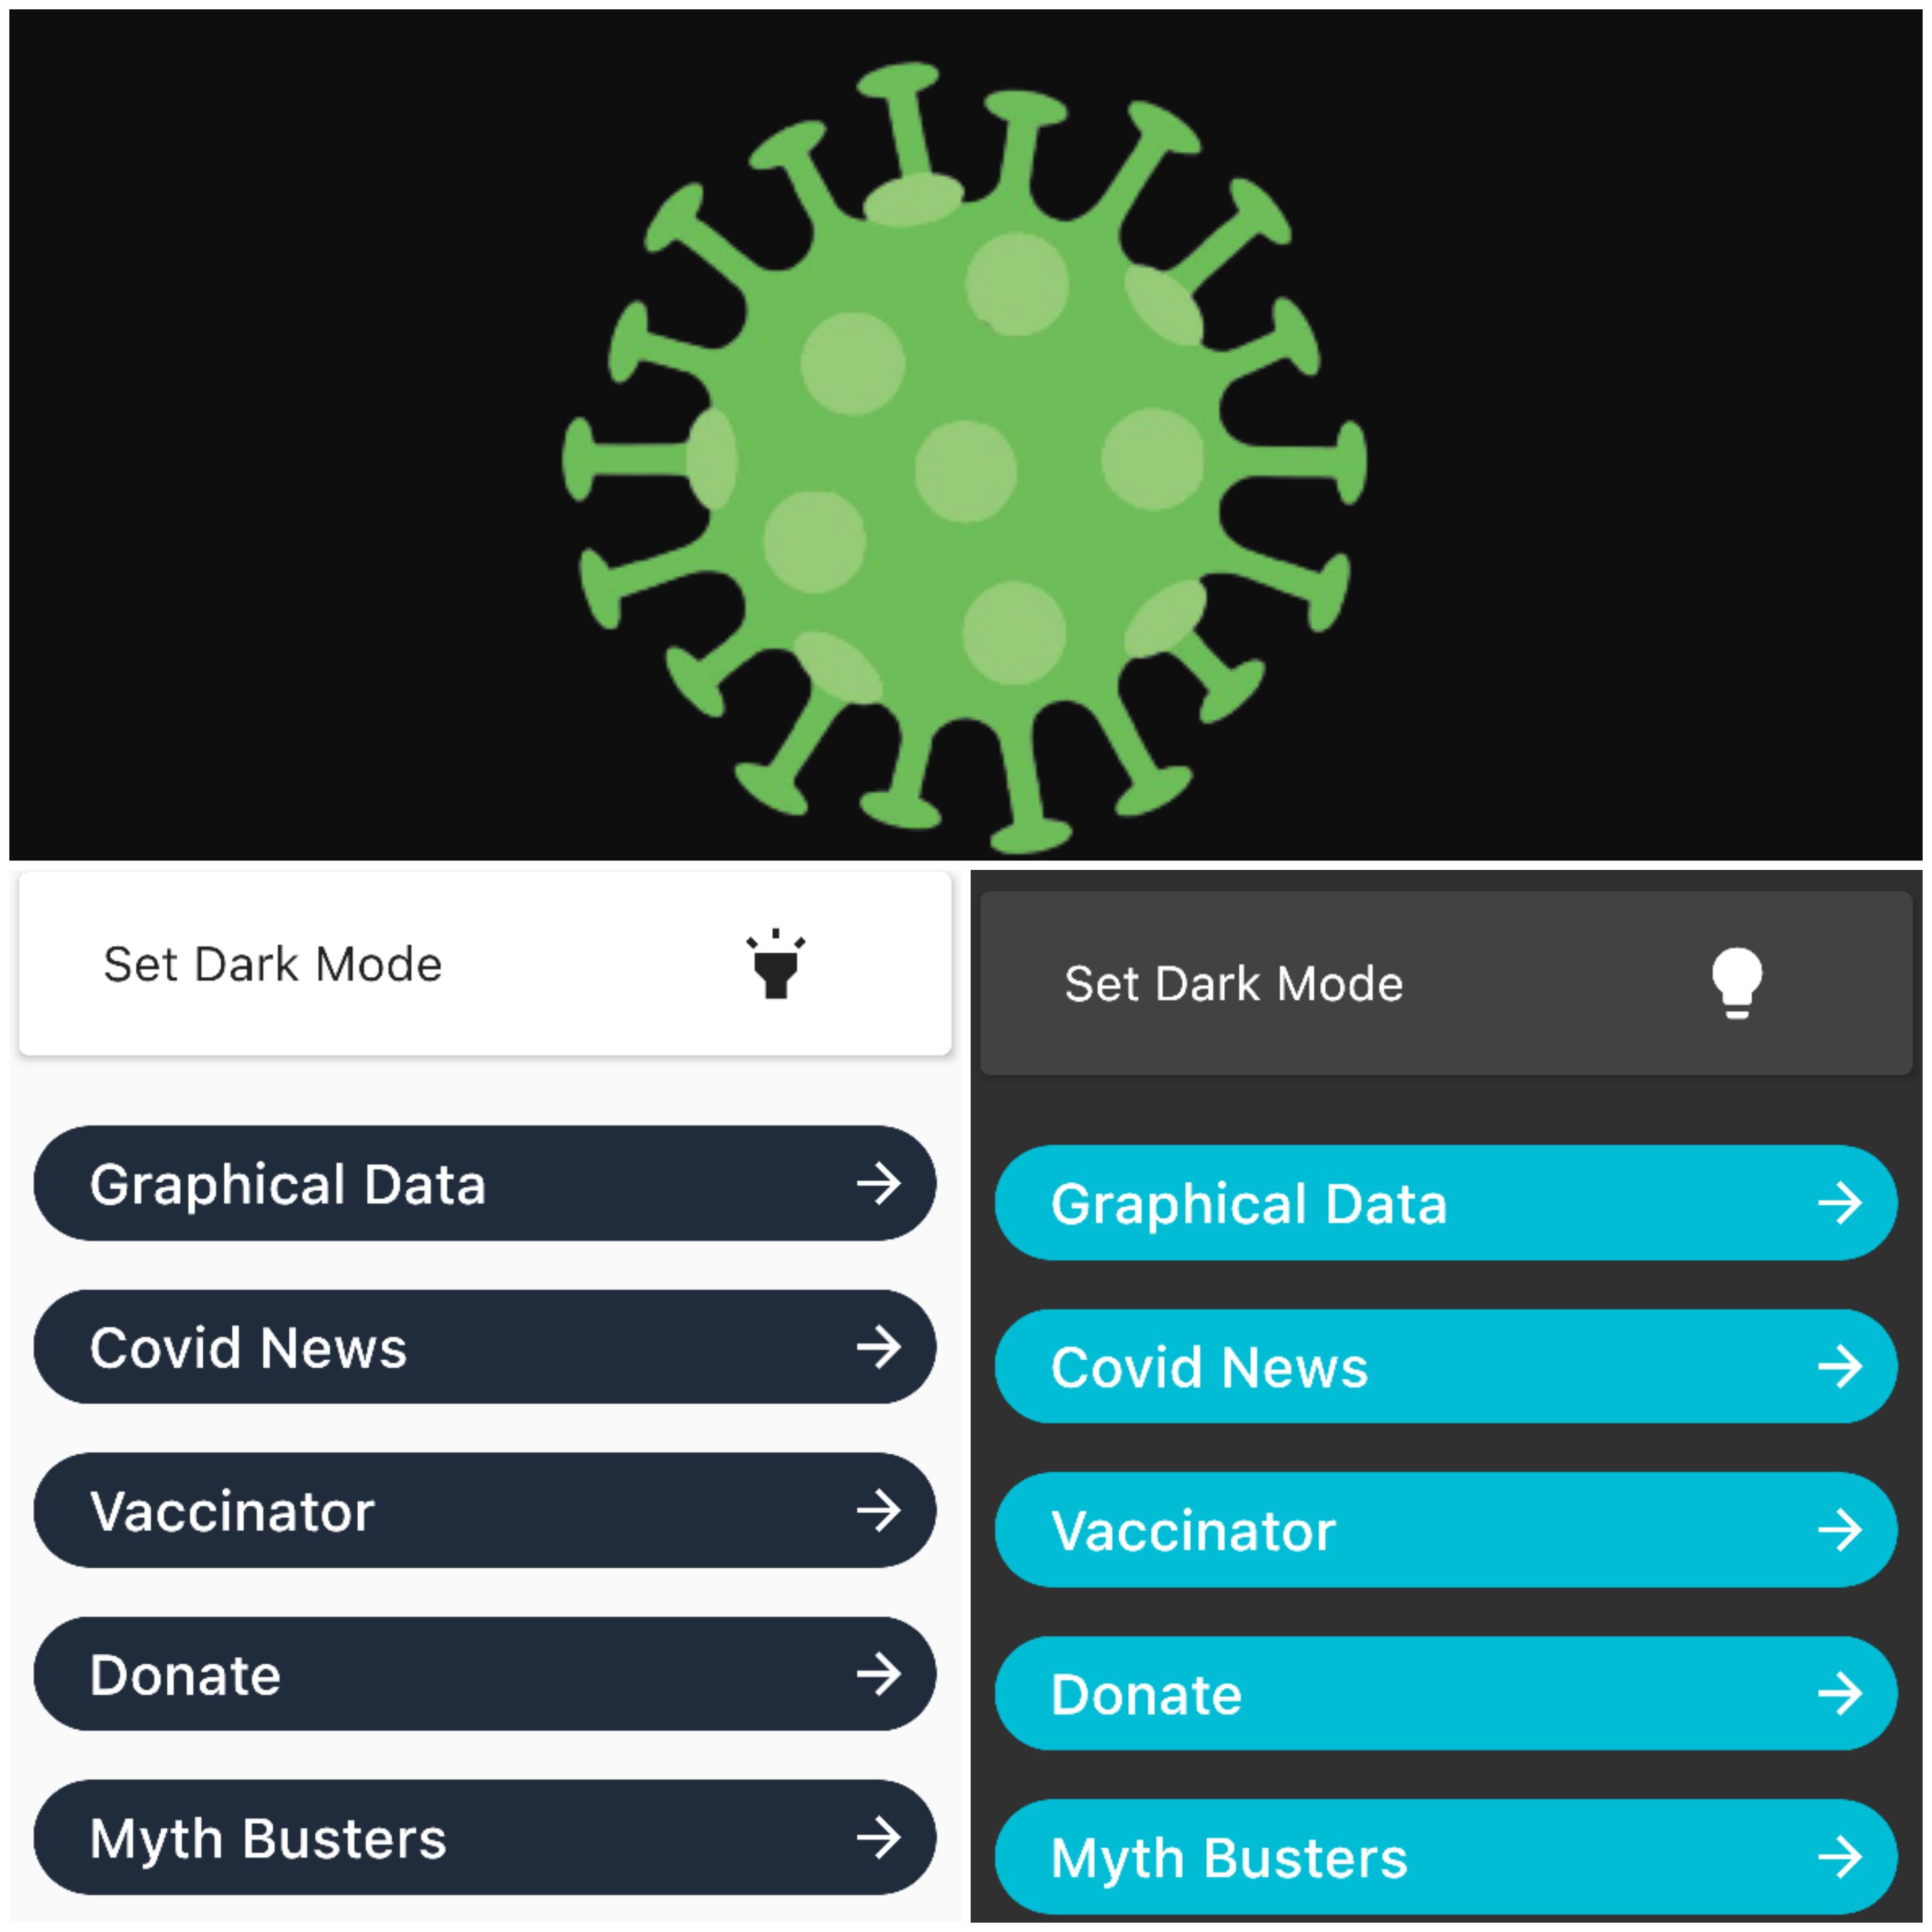 Set Dark Mode
Graphical Data
Covid News
Vaccinator
Donate
Myth Busters
Set Dark Mode
Graphical Data
Covid News
Vaccinator
Donate
Myth Busters